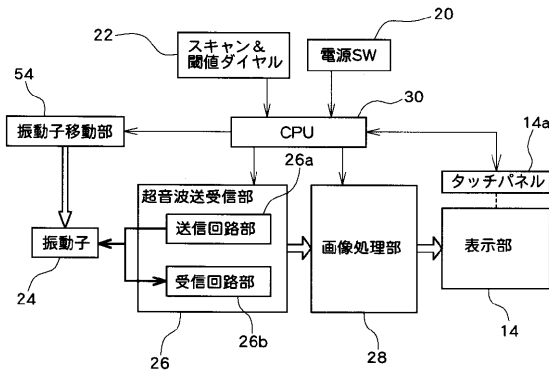 22
スキャン＆
閾値ダイヤル
20
電源SW
54
振動子移動部
30
CPU
14a
タッチパネル
26a
超音波送受信部
送信回路部
振動子
24
受信回路部
26b
26
画像処理部
28
表示部
14